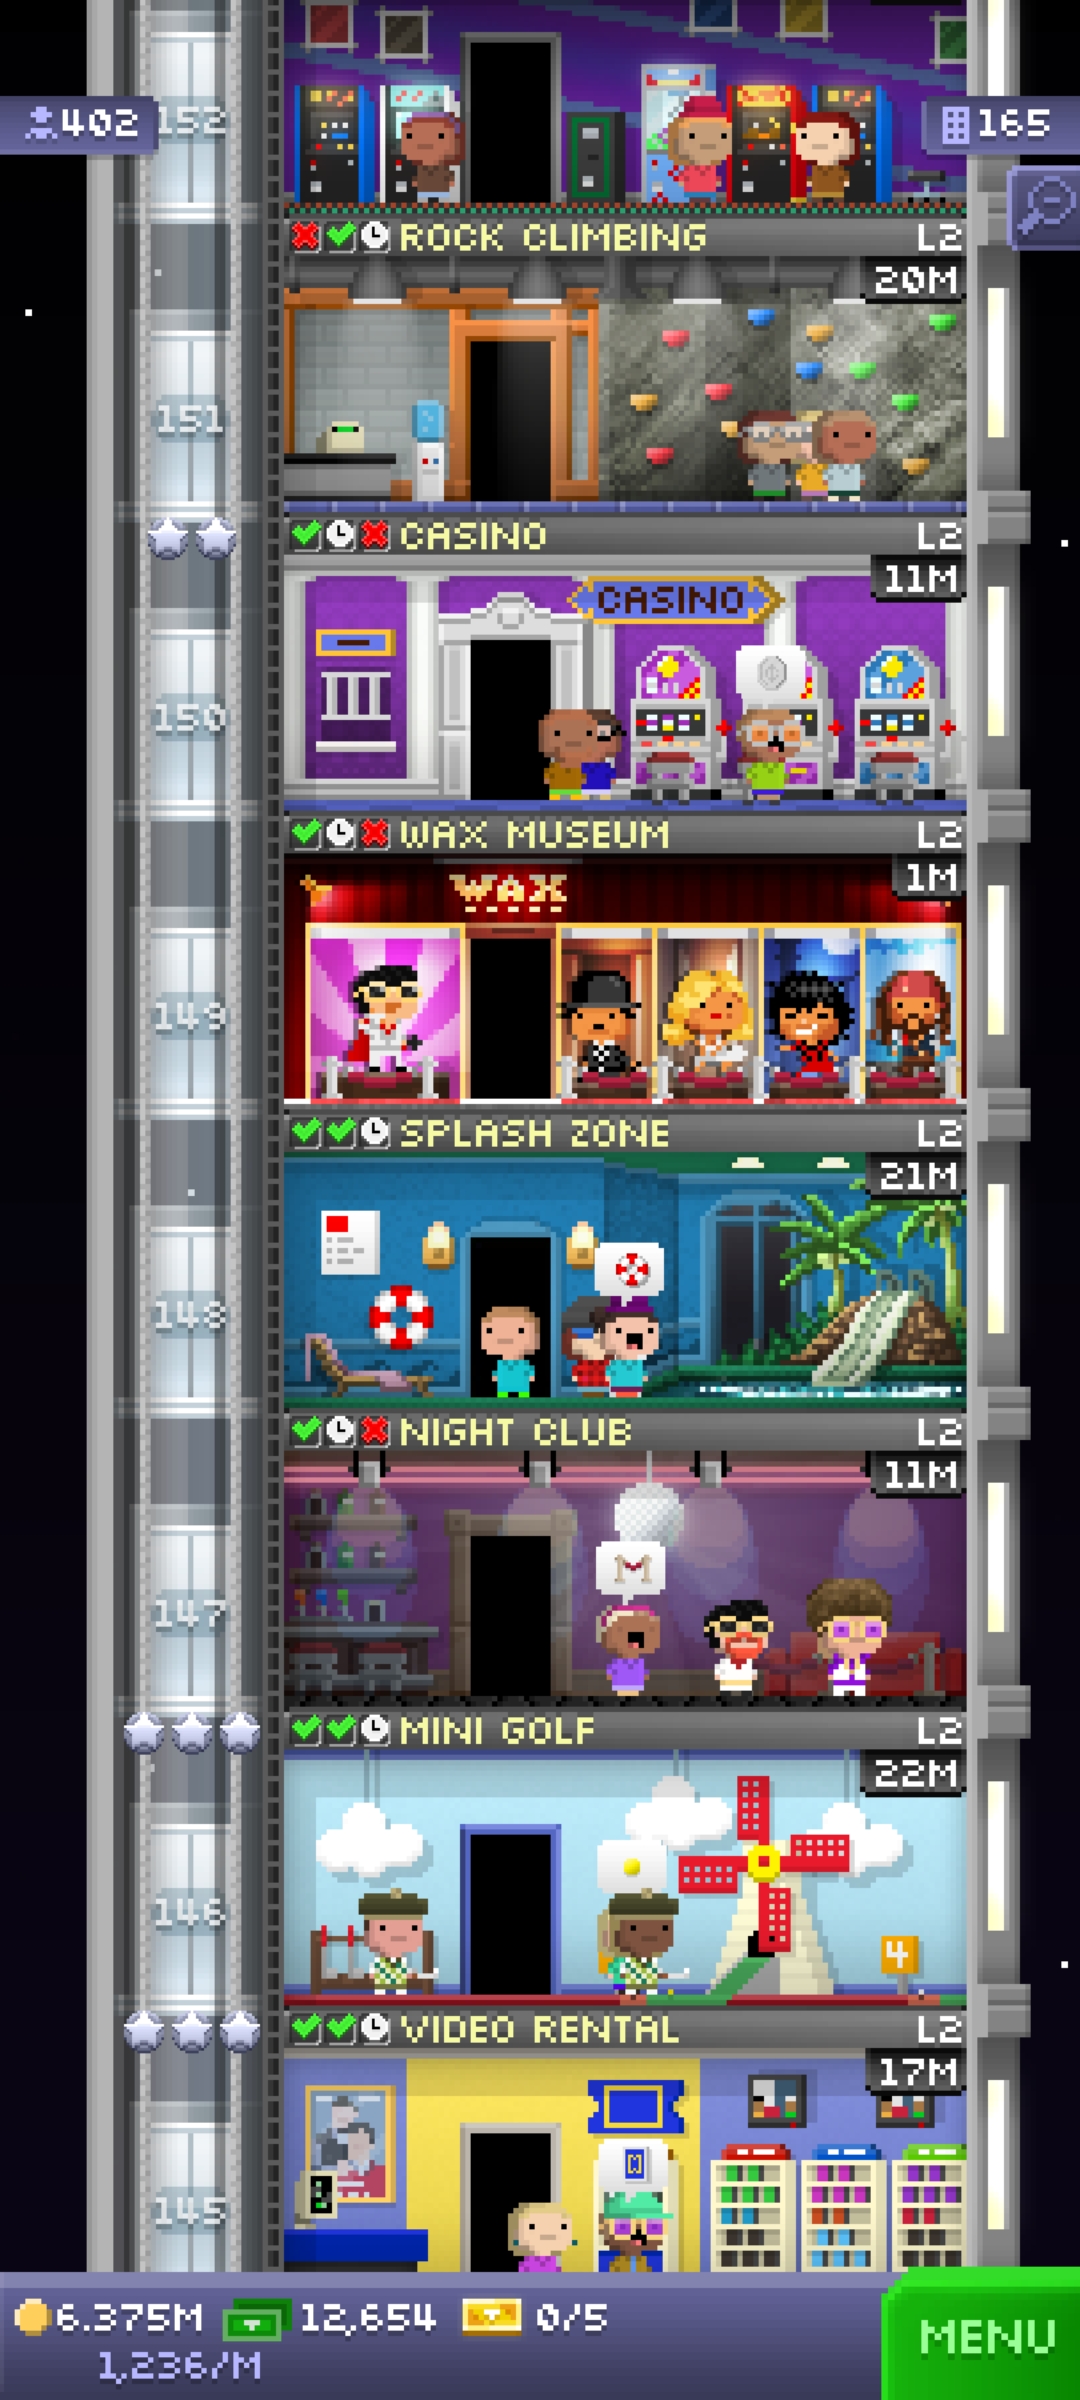 402
152
165
ROCK CLIMBING L2
20M
151
CASINO L2
11M
CASINO
150
WAX MUSEUM L2
1M
WAX
149
SPLASH ZONE L2
21M
148
NIGHT CLUB L2
11M
M
147
MINI GOLF L2
22M
146
4
VIDEO RENTAL L2
17M
145
6.375M 12,654 0/5
1,236/M
MENU